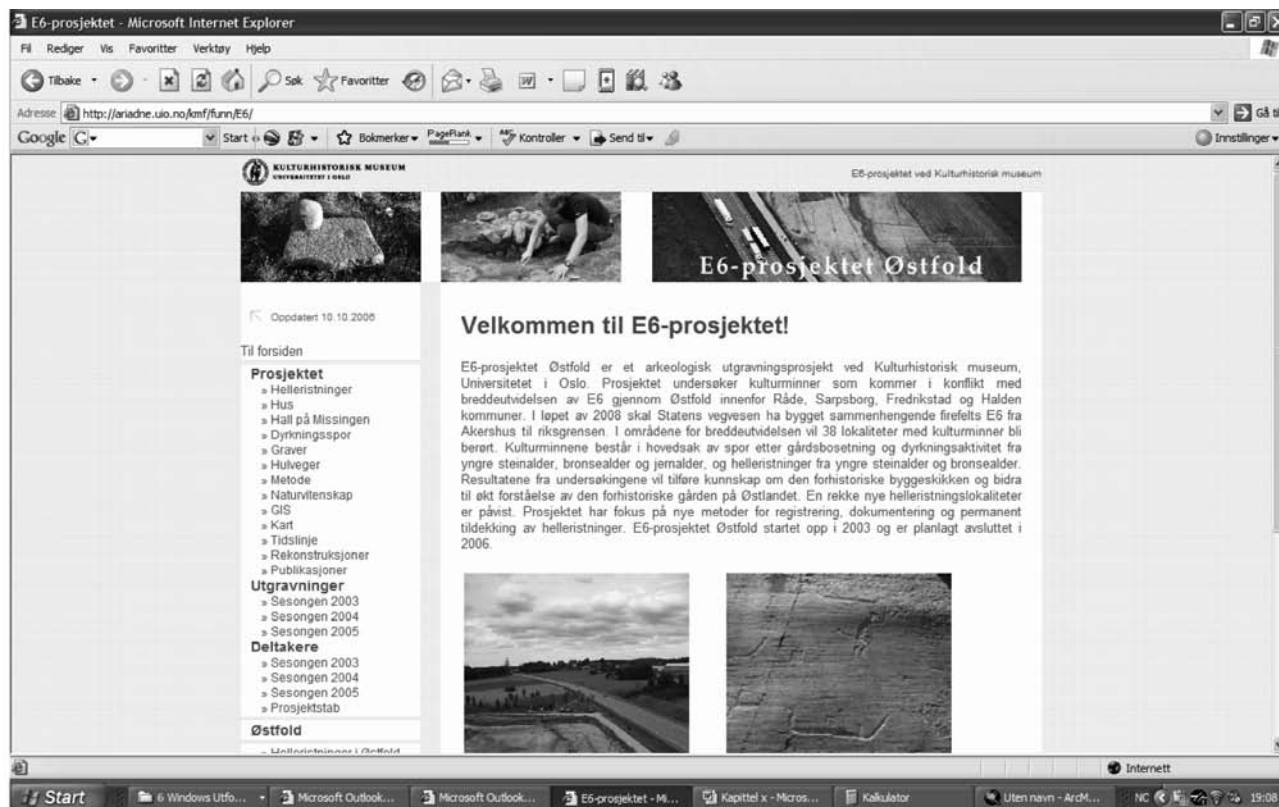 E6-prosjektet - Microsoft Internet Explorer
Fil Rediger Vis Favoritter Verktøy Hjelp
Tilbake Søk Favoritter
Adresse http://ariadne.uio.no/kmf/funn/E6/ Gå til
Google G Start Bokmerker PageRank Kontroller Send til Innstillinger
KULTURHISTORISK MUSEUM
UNIVERSITETET I OSLO
E6-prosjektet ved Kulturhistorisk museum
E6-prosjektet Østfold
Oppdatert 10.10.2006
Til forsiden
Prosjektet
» Helleristninger
» Hus
» Hall på Missingen
» Dyrkningsspor
» Graver
» Hulveger
» Metode
» Naturvitenskap
» GIS
» Kart
» Tidslinje
» Rekonstruksjoner
» Publikasjoner
Utgravninger
» Sesongen 2003
» Sesongen 2004
» Sesongen 2005
Deltakere
» Sesongen 2003
» Sesongen 2004
» Sesongen 2005
» Prosjektstab
Østfold
» Helleristninger i Østfold
Velkommen til E6-prosjektet!
E6-prosjektet Østfold er et arkeologisk utgravningsprosjekt ved Kulturhistorisk museum,
Universitetet i Oslo. Prosjektet undersøker kulturminner som kommer i konflikt med
breddeutvidelsen av E6 gjennom Østfold innenfor Råde, Sarpsborg, Fredrikstad og Halden
kommuner. I løpet av 2008 skal Statens vegvesen ha bygget sammenhengende firefelts E6 fra
Akershus til riksgrensen. I områdene for breddeutvidelsen vil 38 lokaliteter med kulturminner bli
berørt. Kulturminnene består i hovedsak av spor etter gårdsbosetning og dyrkningsaktivitet fra
yngre steinalder, bronsealder og jernalder, og helleristninger fra yngre steinalder og bronsealder.
Resultatene fra undersøkingene vil tilføre kunnskap om den forhistoriske byggeskikken og bidra
til økt forståelse av den forhistoriske gården på Østlandet. En rekke nye helleristningslokaliteter
er påvist. Prosjektet har fokus på nye metoder for registrering, dokumentering og permanent
tildekking av helleristninger. E6-prosjektet Østfold startet opp i 2003 og er planlagt avsluttet i
2006.
Internett
Start 6 Windows Utfo... Microsoft Outlook... Microsoft Outlook... E6-prosjektet - Mi... Kapittel x - Micros... Kalkulator Uten navn - ArcM... NC 19:08